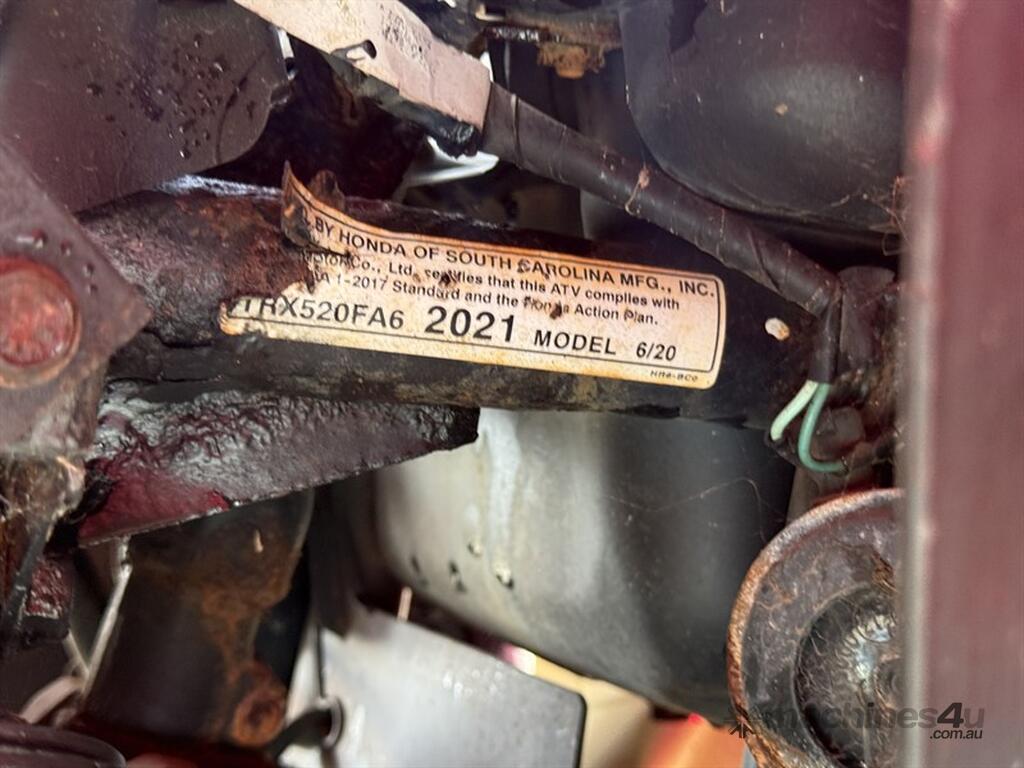 BY HONDA OF SOUTH CAROLINA MFG., INC.
Co., Ltd. certifies that this ATV complies with
1-2017 Standard and the Honda Action Plan.
TRX520FA6 2021 MODEL 6/20
machines4u
.com.au